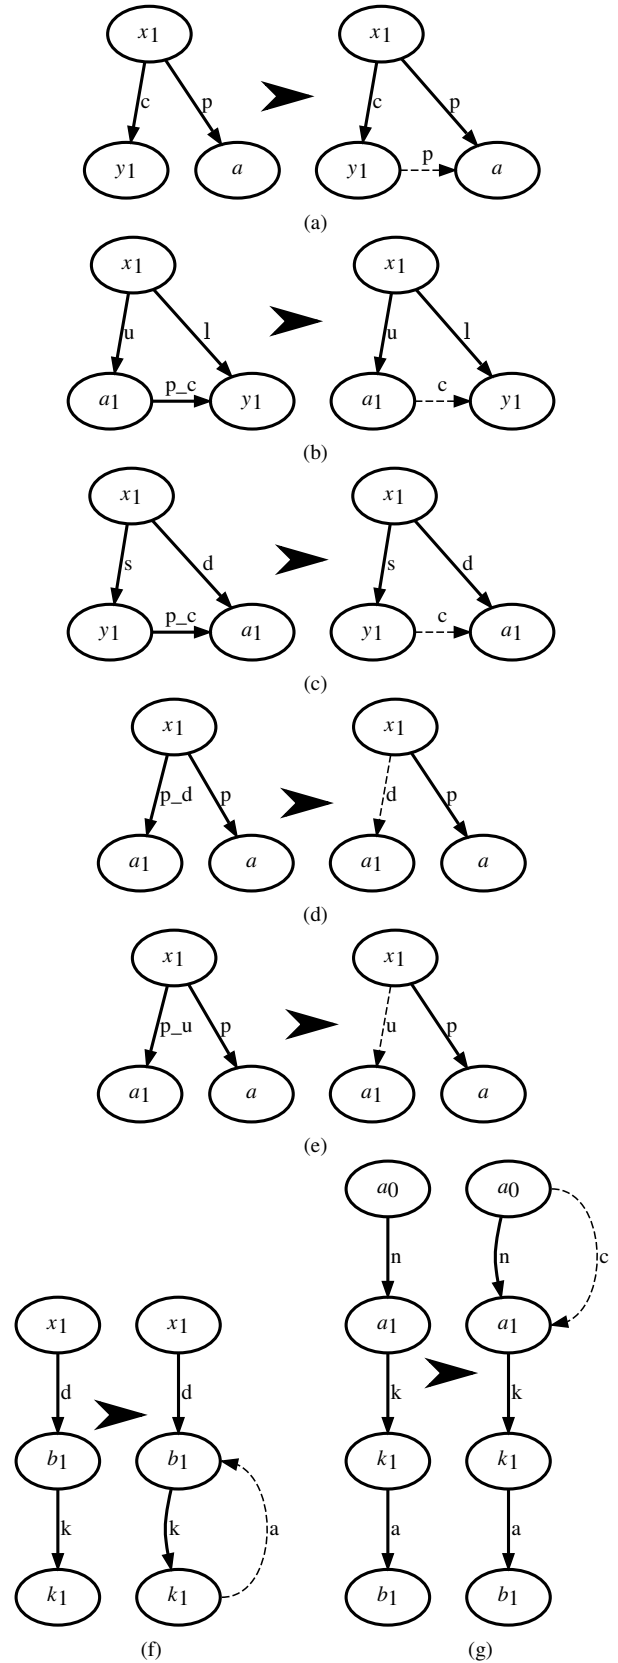 x1 x1
c p c p
y1 a y1 p a
(a)
x1 x1
u l u l
a1 p_c y1 a1 c y1
(b)
x1 x1
s d s d
y1 p_c a1 y1 c a1
(c)
x1 x1
p_d p d p
a1 a a1 a
(d)
x1 x1
p_u p u p
a1 a a1 a
(e)
x1 x1
d d
b1 b1
k k a
k1 k1
(f)
a0 a0
n n c
a1 a1
k k
k1 k1
a a
b1 b1
(g)